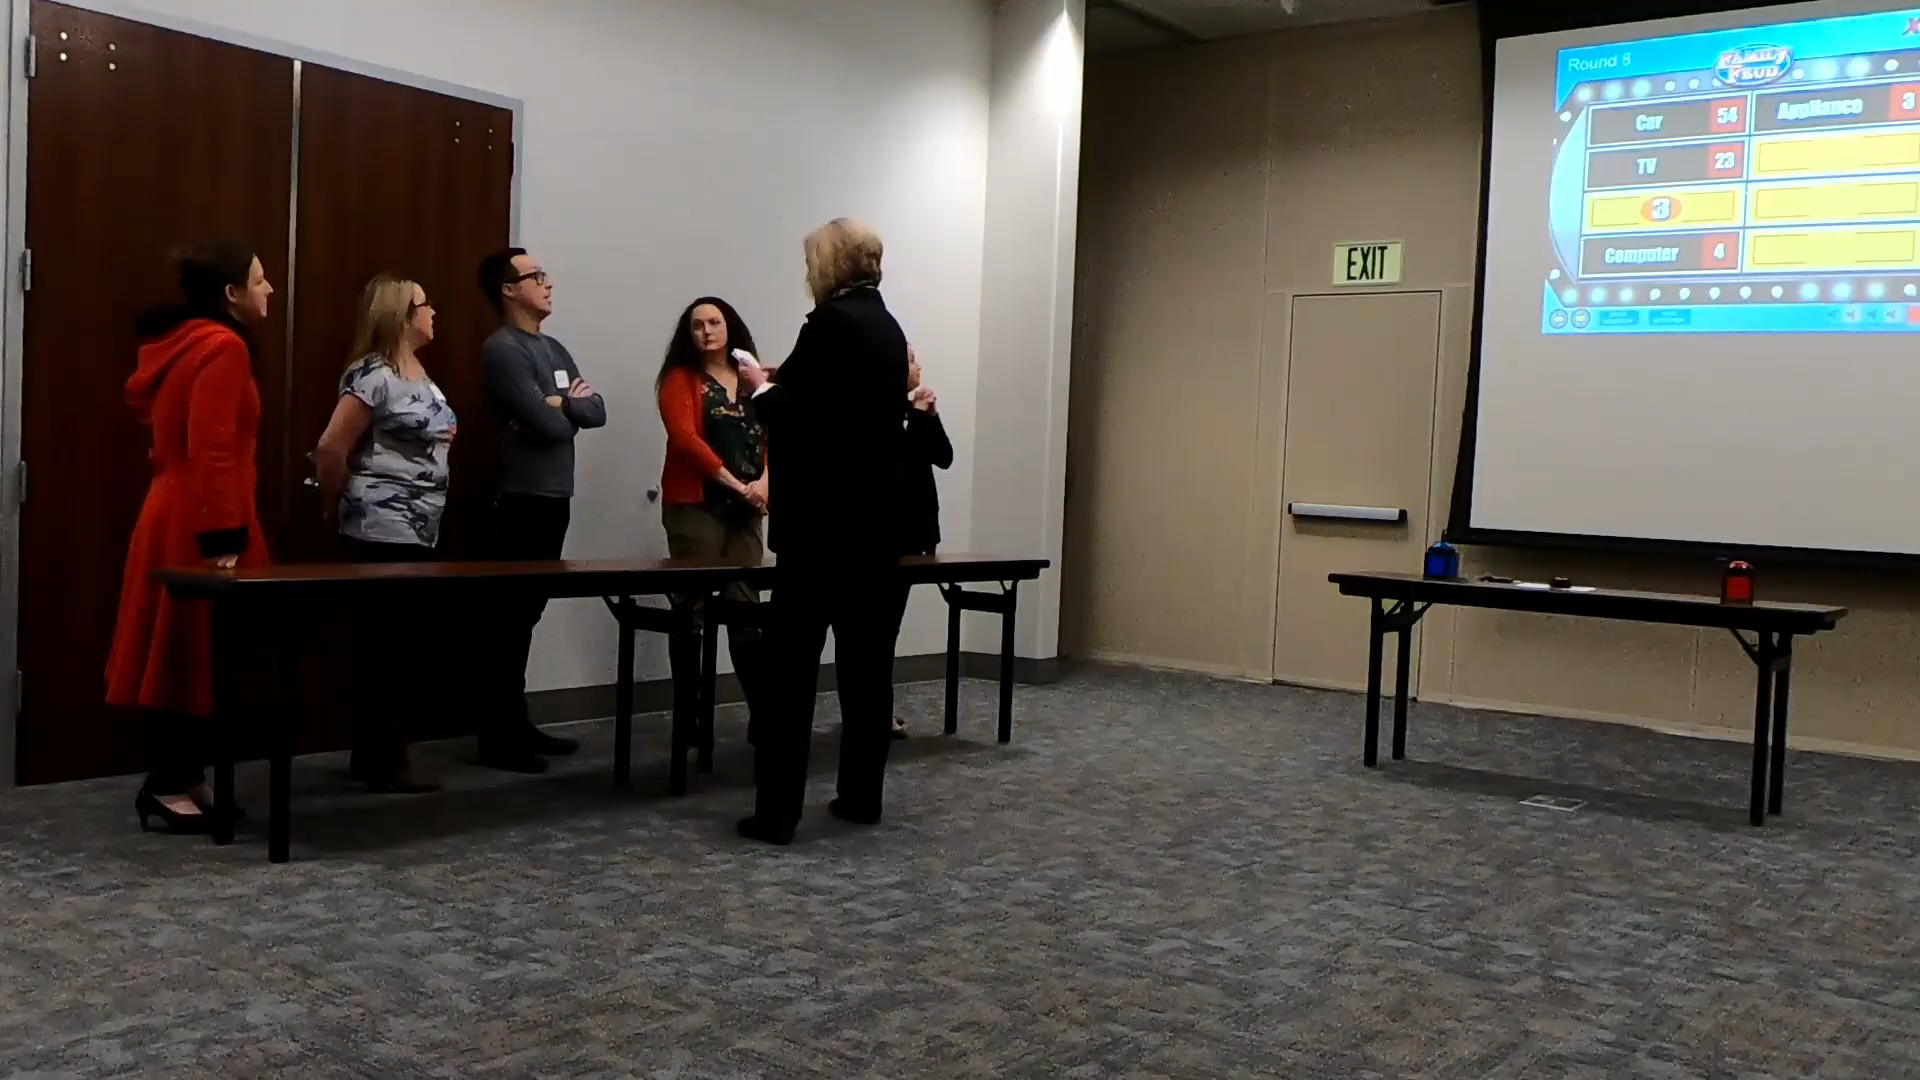 Round 8
FAMILY FEUD
Car 54
Appliance 3
TV 23
3
Computer 4
EXIT